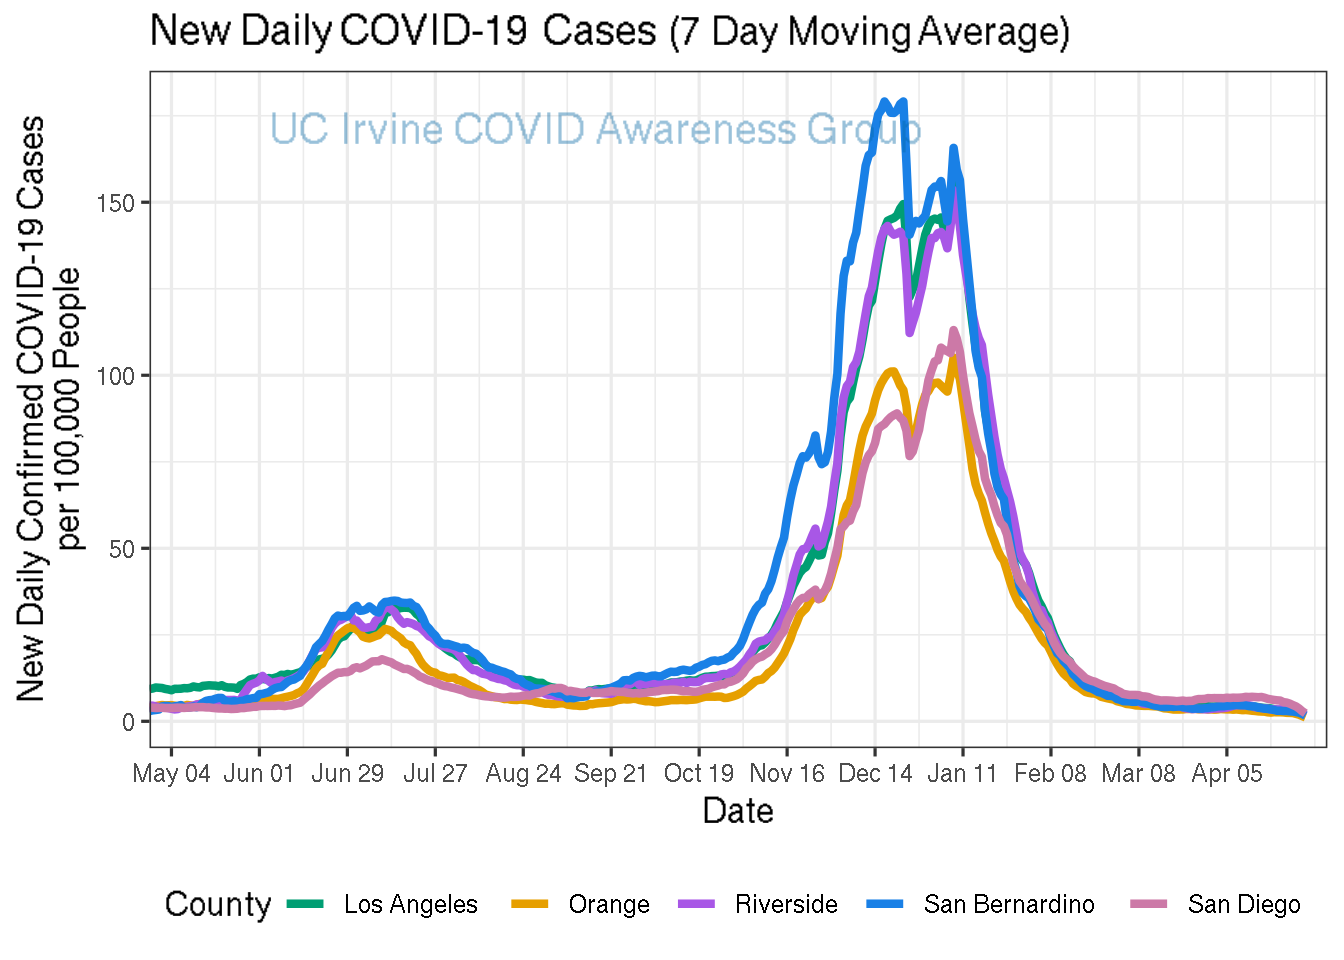 New Daily COVID-19 Cases (7 Day Moving Average)
UC Irvine COVID Awareness Group
New Daily Confirmed COVID-19 Cases
per 100,000 People
150
100
50
0
May 04 Jun 01 Jun 29 Jul 27 Aug 24 Sep 21 Oct 19 Nov 16 Dec 14 Jan 11 Feb 08 Mar 08 Apr 05
Date
County Los Angeles Orange Riverside San Bernardino San Diego